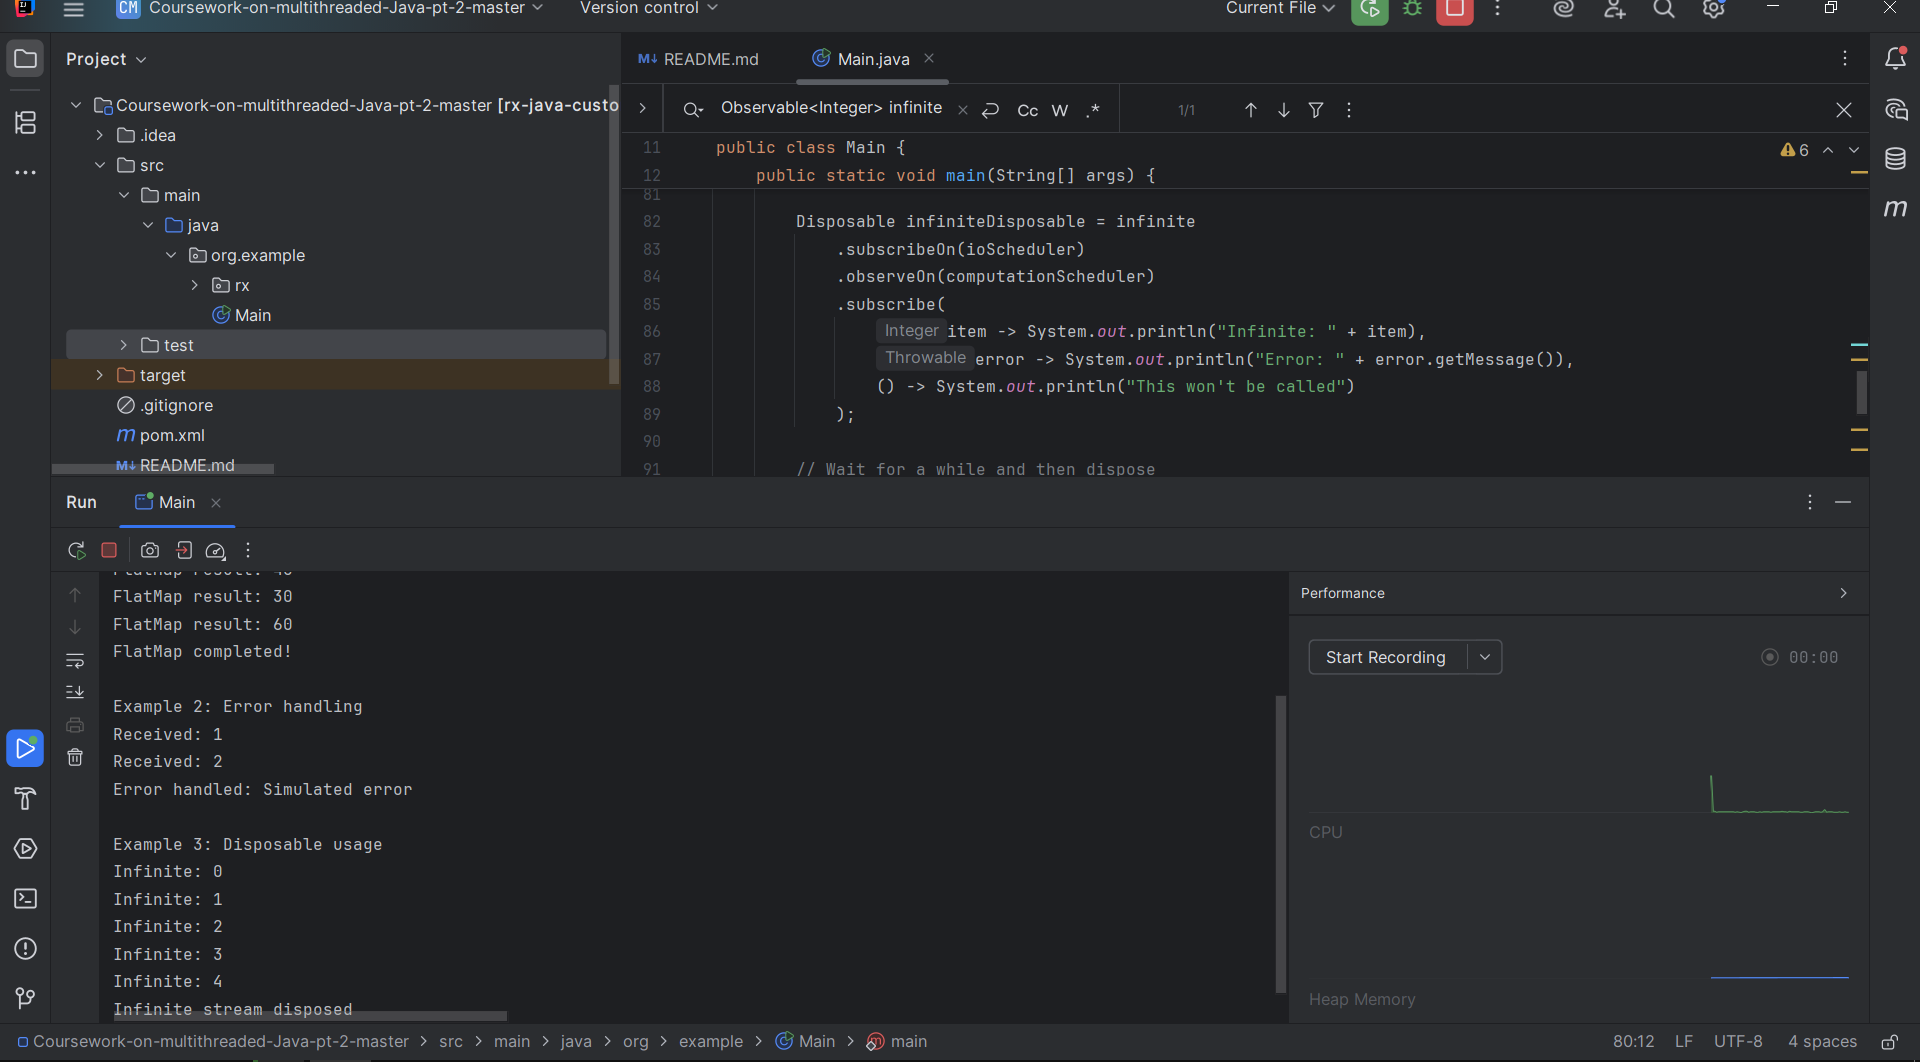 CM Coursework-on-multithreaded-Java-pt-2-master Version control Current File
Project
README.md Main.java
Coursework-on-multithreaded-Java-pt-2-master [rx-java-custo
.idea
src
main
java
org.example
rx
Main
test
target
.gitignore
pom.xml
README.md
Observable<Integer> infinite Cc W .* 1/1
11 public class Main { 6
12 public static void main(String[] args) {
81
82 Disposable infiniteDisposable = infinite
83 .subscribeOn(ioScheduler)
84 .observeOn(computationScheduler)
85 .subscribe(
86 Integer item -> System.out.println("Infinite: " + item),
87 Throwable error -> System.out.println("Error: " + error.getMessage()),
88 () -> System.out.println("This won't be called")
89 );
90
91 // Wait for a while and then dispose
Run Main
FlatMap result: 40
FlatMap result: 30
FlatMap result: 60
FlatMap completed!
Example 2: Error handling
Received: 1
Received: 2
Error handled: Simulated error
Example 3: Disposable usage
Infinite: 0
Infinite: 1
Infinite: 2
Infinite: 3
Infinite: 4
Infinite stream disposed
Performance
Start Recording 00:00
CPU
Heap Memory
Coursework-on-multithreaded-Java-pt-2-master > src > main > java > org > example > Main > main 80:12 LF UTF-8 4 spaces